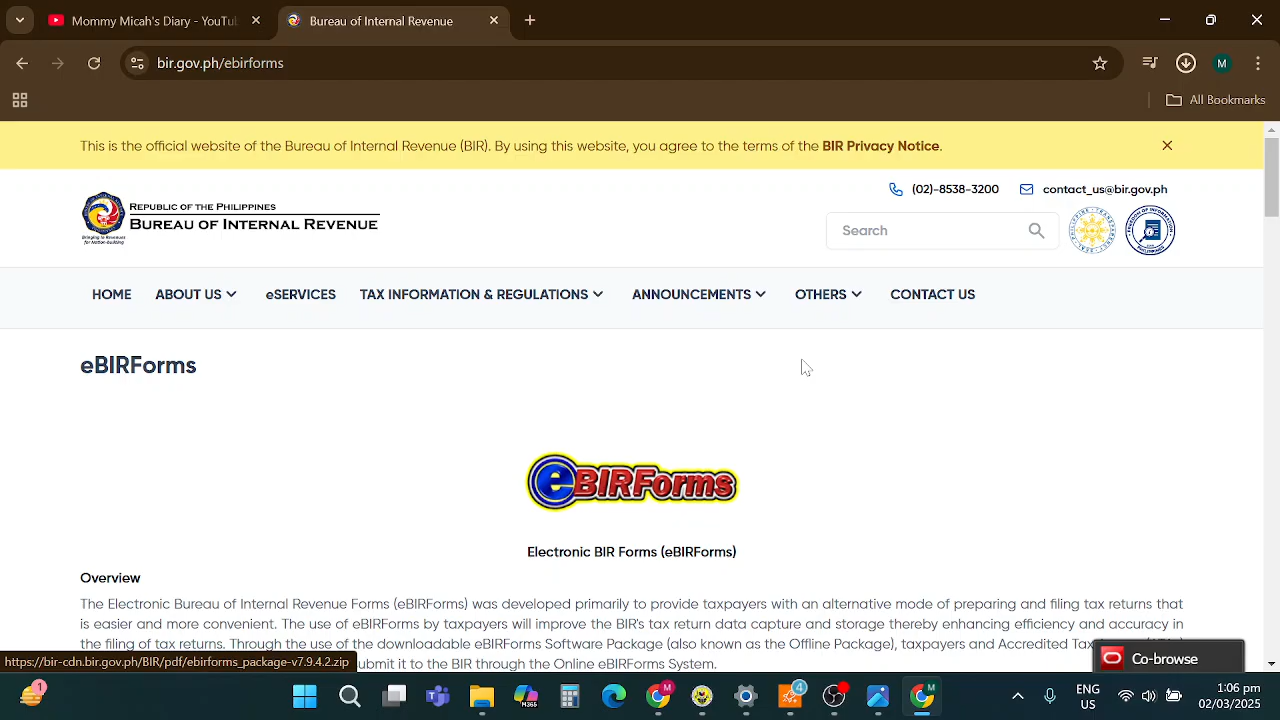 Mommy Micah's Diary - YouTu
Bureau of Internal Revenue
bir.gov.ph/ebirforms
M
All Bookmarks
This is the official website of the Bureau of Internal Revenue (BIR). By using this website, you agree to the terms of the BIR Privacy Notice.
(02)-8538-3200
contact_us@bir.gov.ph
REPUBLIC OF THE PHILIPPINES
BUREAU OF INTERNAL REVENUE
Search
HOME
ABOUT US
eSERVICES
TAX INFORMATION & REGULATIONS
ANNOUNCEMENTS
OTHERS
CONTACT US
eBIRForms
eBIRForms
Electronic BIR Forms (eBIRForms)
Overview
The Electronic Bureau of Internal Revenue Forms (eBIRForms) was developed primarily to provide taxpayers with an alternative mode of preparing and filing tax returns that
is easier and more convenient. The use of eBIRForms by taxpayers will improve the BIR's tax return data capture and storage thereby enhancing efficiency and accuracy in
the filing of tax returns. Through the use of the downloadable eBIRForms Software Package (also known as the Offline Package), taxpayers and Accredited Tax
https://bir-cdn.bir.gov.ph/BIR/pdf/ebirforms_package-v7.9.4.2.zip
submit it to the BIR through the Online eBIRForms System.
Co-browse
1
M365
M
4
M
ENG
US
1:06 pm
02/03/2025